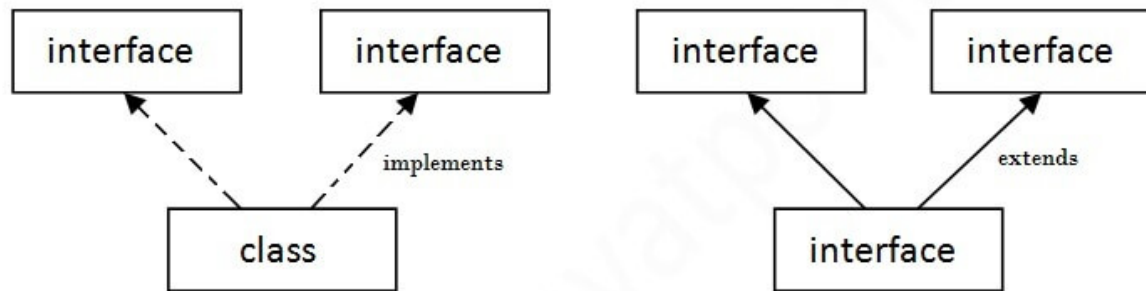 interface
interface
interface
interface
implements
extends
class
interface